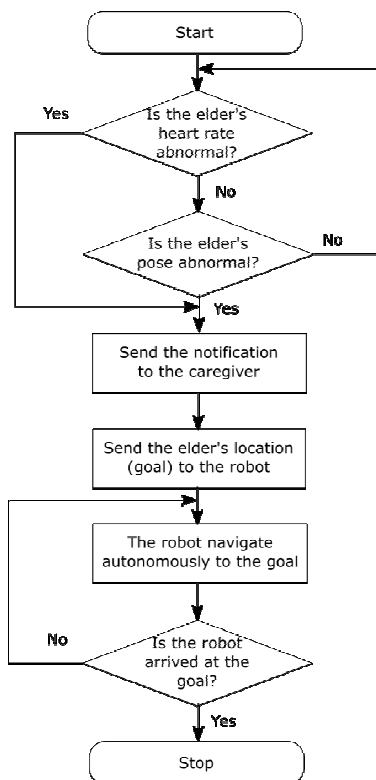 Start
Is the elder's
heart rate
abnormal?
Yes
No
Is the elder's
pose abnormal?
No
Yes
Send the notification
to the caregiver
Send the elder's location
(goal) to the robot
The robot navigate
autonomously to the goal
Is the robot
arrived at the
goal?
No
Yes
Stop